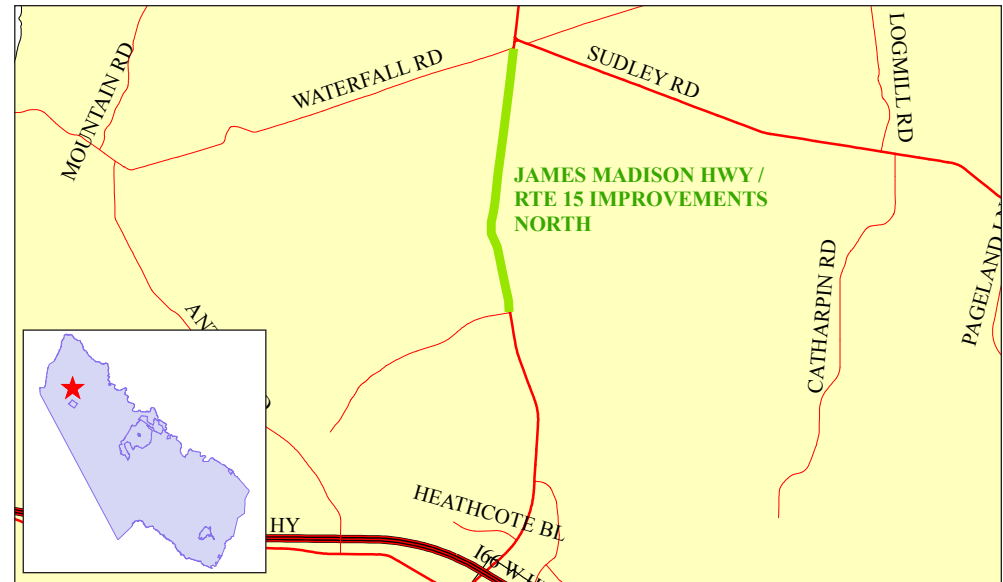 MOUNTAIN RD
WATERFALL RD
SUDLEY RD
LOGMILL RD
JAMES MADISON HWY /
RTE 15 IMPROVEMENTS
NORTH
CATHARPIN RD
PAGELAND
HEATHCOTE BL
HY
I66 W